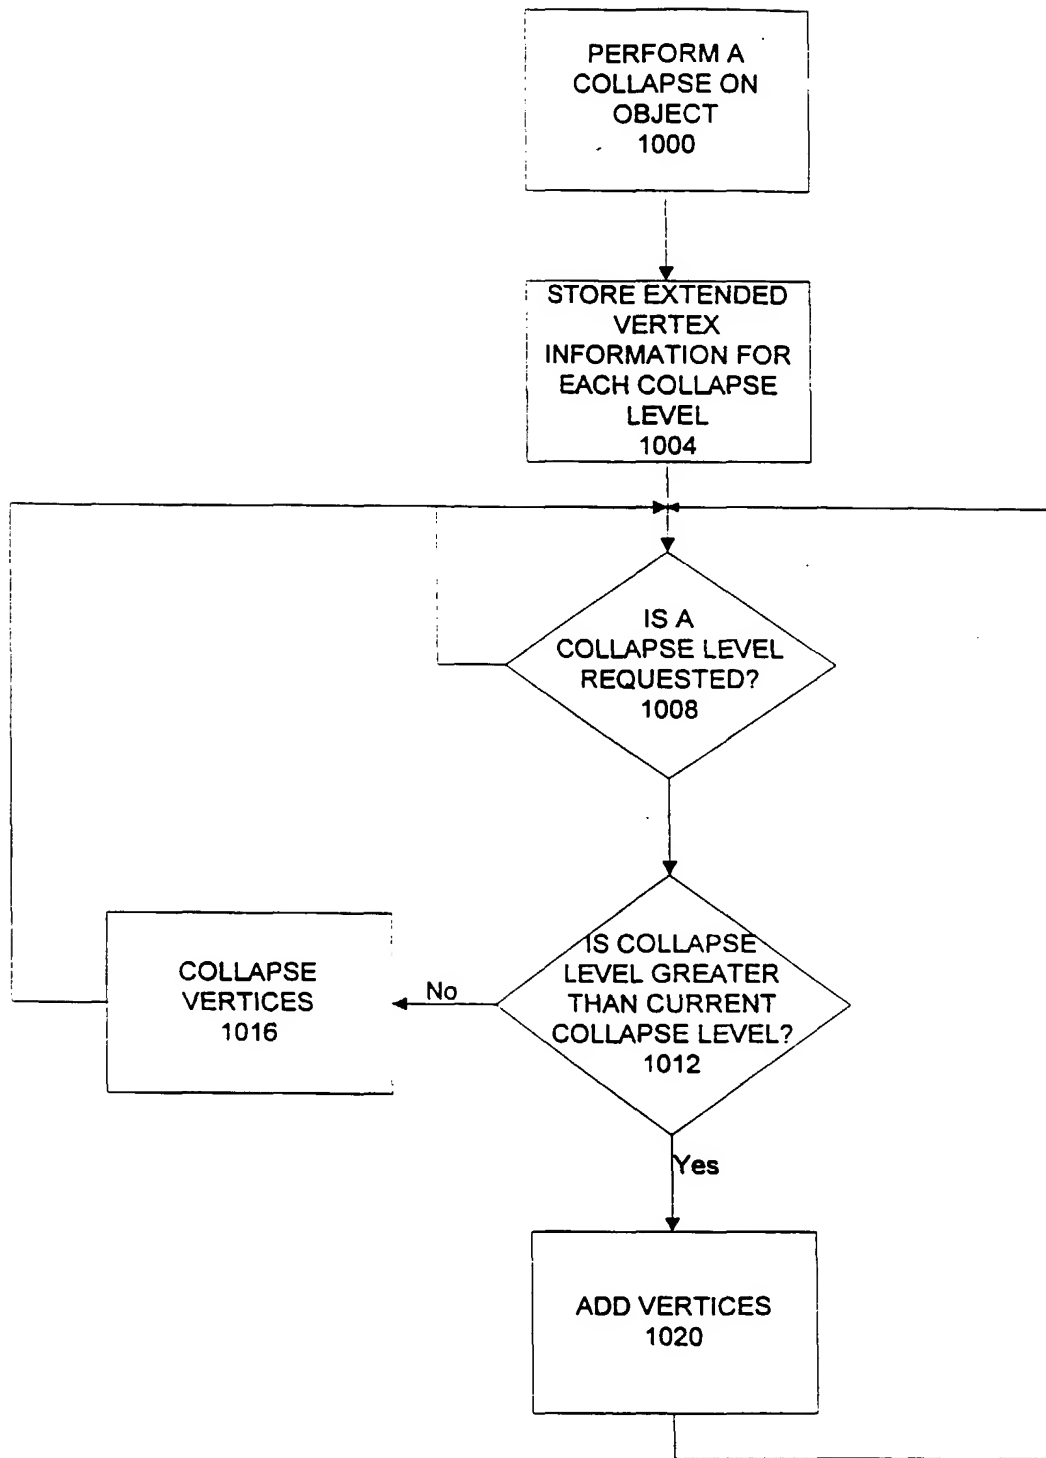 PERFORM A
COLLAPSE ON
OBJECT
1000
STORE EXTENDED
VERTEX
INFORMATION FOR
EACH COLLAPSE
LEVEL
1004
IS A
COLLAPSE LEVEL
REQUESTED?
1008
IS COLLAPSE
LEVEL GREATER
THAN CURRENT
COLLAPSE LEVEL?
1012
No
COLLAPSE
VERTICES
1016
Yes
ADD VERTICES
1020